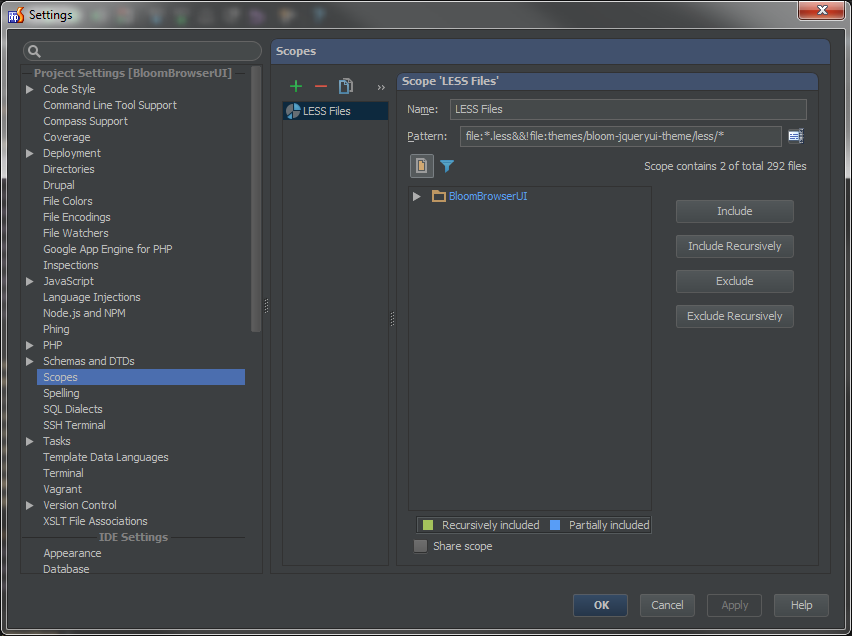 Settings
Project Settings [BloomBrowserUI]
Code Style
Command Line Tool Support
Compass Support
Coverage
Deployment
Directories
Drupal
File Colors
File Encodings
File Watchers
Google App Engine for PHP
Inspections
JavaScript
Language Injections
Node.js and NPM
Phing
PHP
Schemas and DTDs
Scopes
Spelling
SQL Dialects
SSH Terminal
Tasks
Template Data Languages
Terminal
Vagrant
Version Control
XSLT File Associations
IDE Settings
Appearance
Database
Scopes
LESS Files
Scope 'LESS Files'
Name: LESS Files
Pattern: file:*.less&&!file:themes/bloom-jqueryui-theme/less/*
Scope contains 2 of total 292 files
BloomBrowserUI
Include
Include Recursively
Exclude
Exclude Recursively
Recursively included Partially included
Share scope
OK Cancel Apply Help